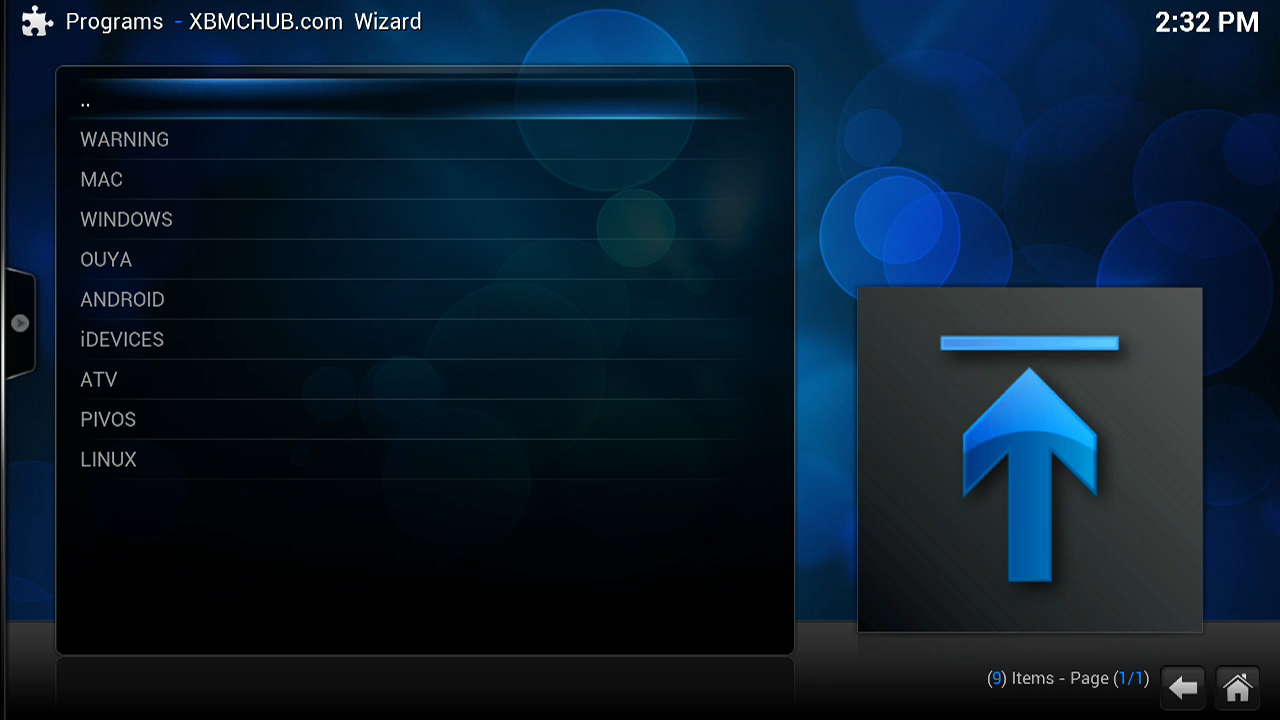 Programs - XBMCHUB.com Wizard
2:32 PM
..
WARNING
MAC
WINDOWS
OUYA
ANDROID
iDEVICES
ATV
PIVOS
LINUX
(9) Items - Page (1/1)